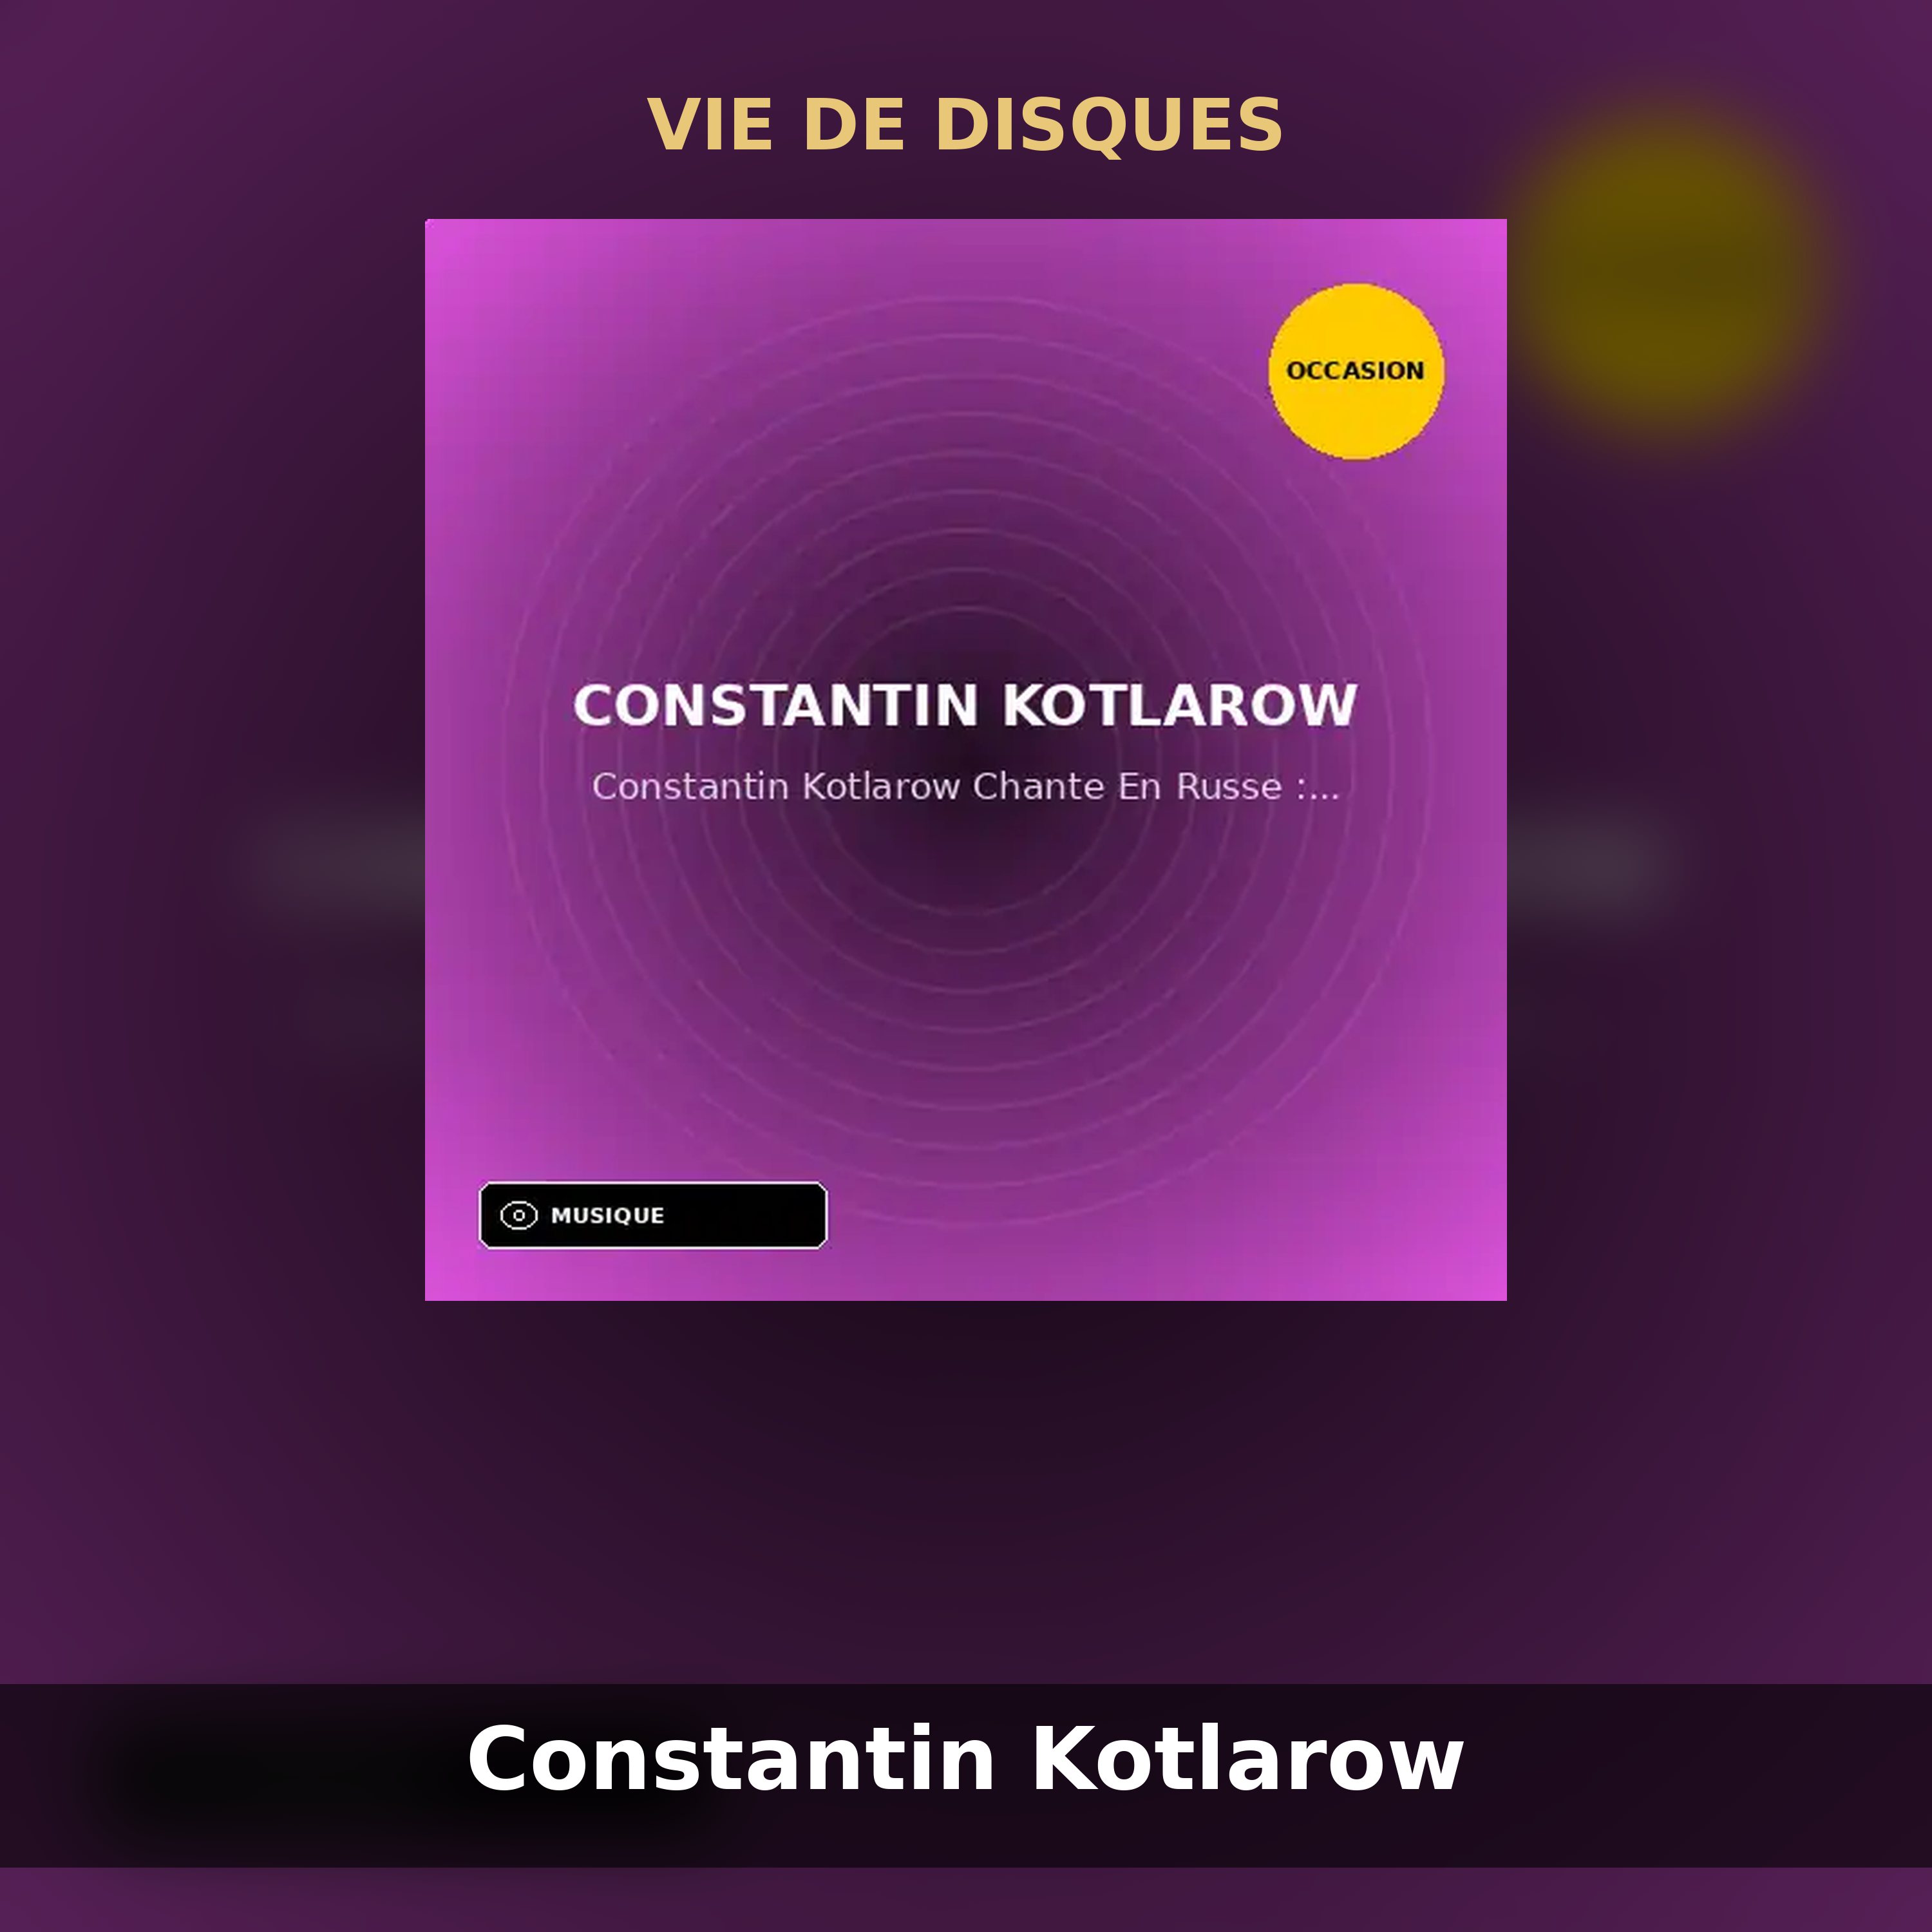 VIE DE DISQUES
OCCASION
CONSTANTIN KOTLAROW
Constantin Kotlarow Chante En Russe :...
MUSIQUE
Constantin Kotlarow